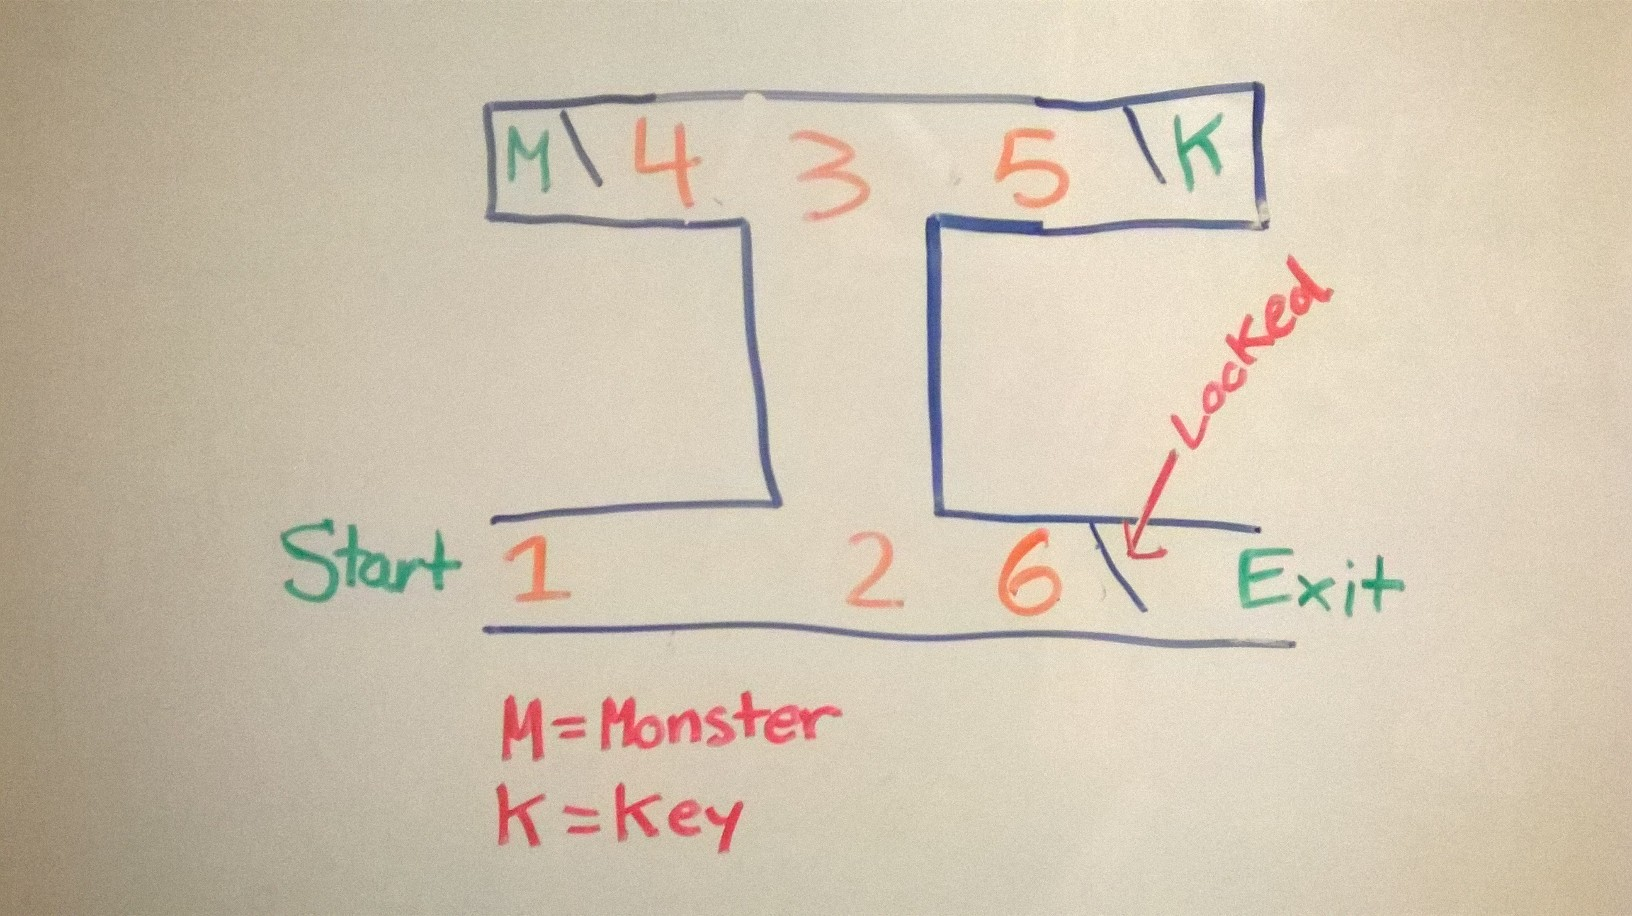 M 4 3 5 K
Locked
Start 1 2 6 Exit
M=Monster
K=Key